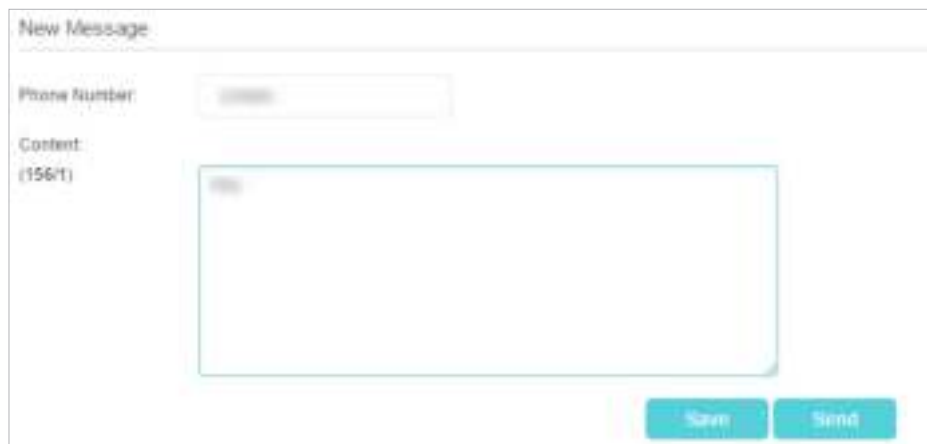 New Message
Phone Number
Content
(156/1)
Save
Send